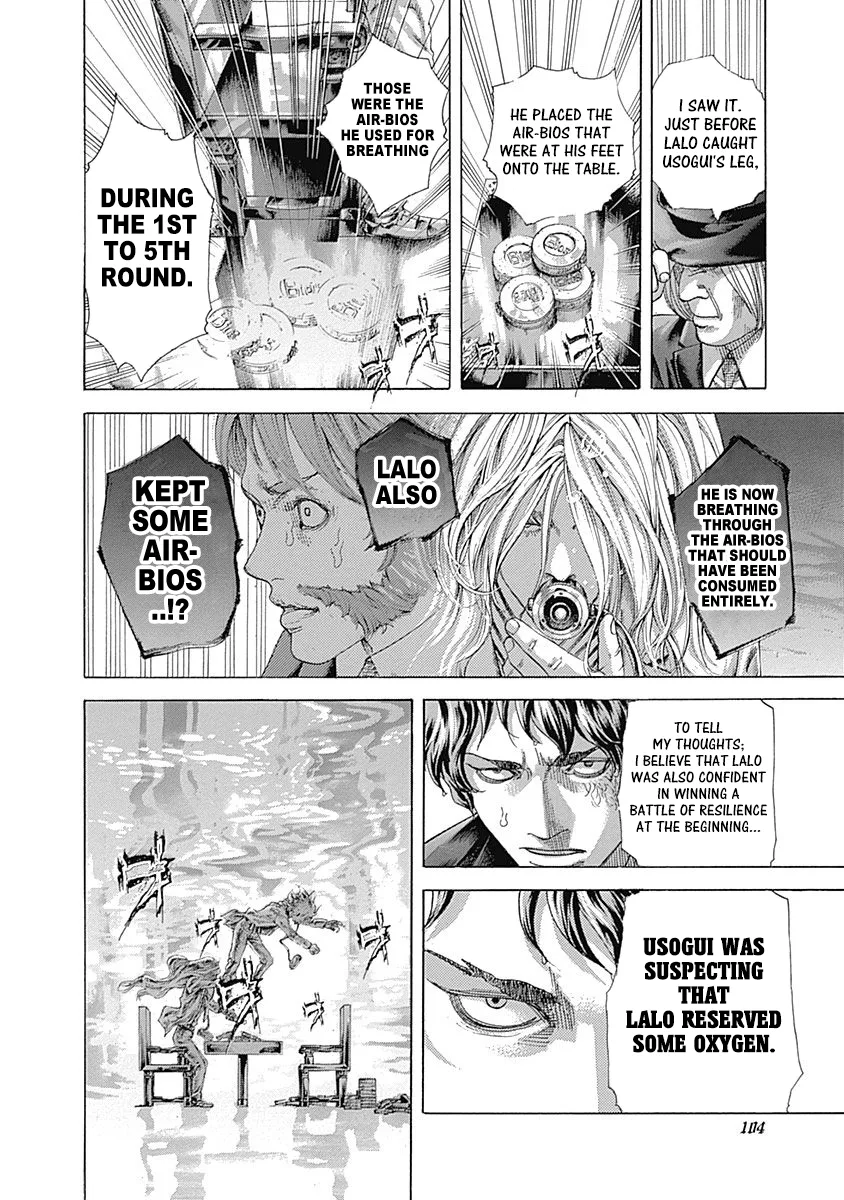 I SAW IT.
JUST BEFORE
LALO CAUGHT
USOGUI'S LEG,
HE PLACED THE
AIR-BIOS THAT
WERE AT HIS FEET
ONTO THE TABLE.
THOSE
WERE THE
AIR-BIOS
HE USED FOR
BREATHING
DURING
THE 1ST
TO 5TH
ROUND.
HE IS NOW
BREATHING
THROUGH
THE AIR-BIOS
THAT SHOULD
HAVE BEEN
CONSUMED
ENTIRELY.
LALO
ALSO
KEPT
SOME
AIR-
BIOS
..!?
TO TELL
MY THOUGHTS;
I BELIEVE THAT LALO
WAS ALSO CONFIDENT
IN WINNING A
BATTLE OF RESILIENCE
AT THE BEGINNING...
USOGUI WAS
SUSPECTING
THAT
LALO RESERVED
SOME OXYGEN.
104